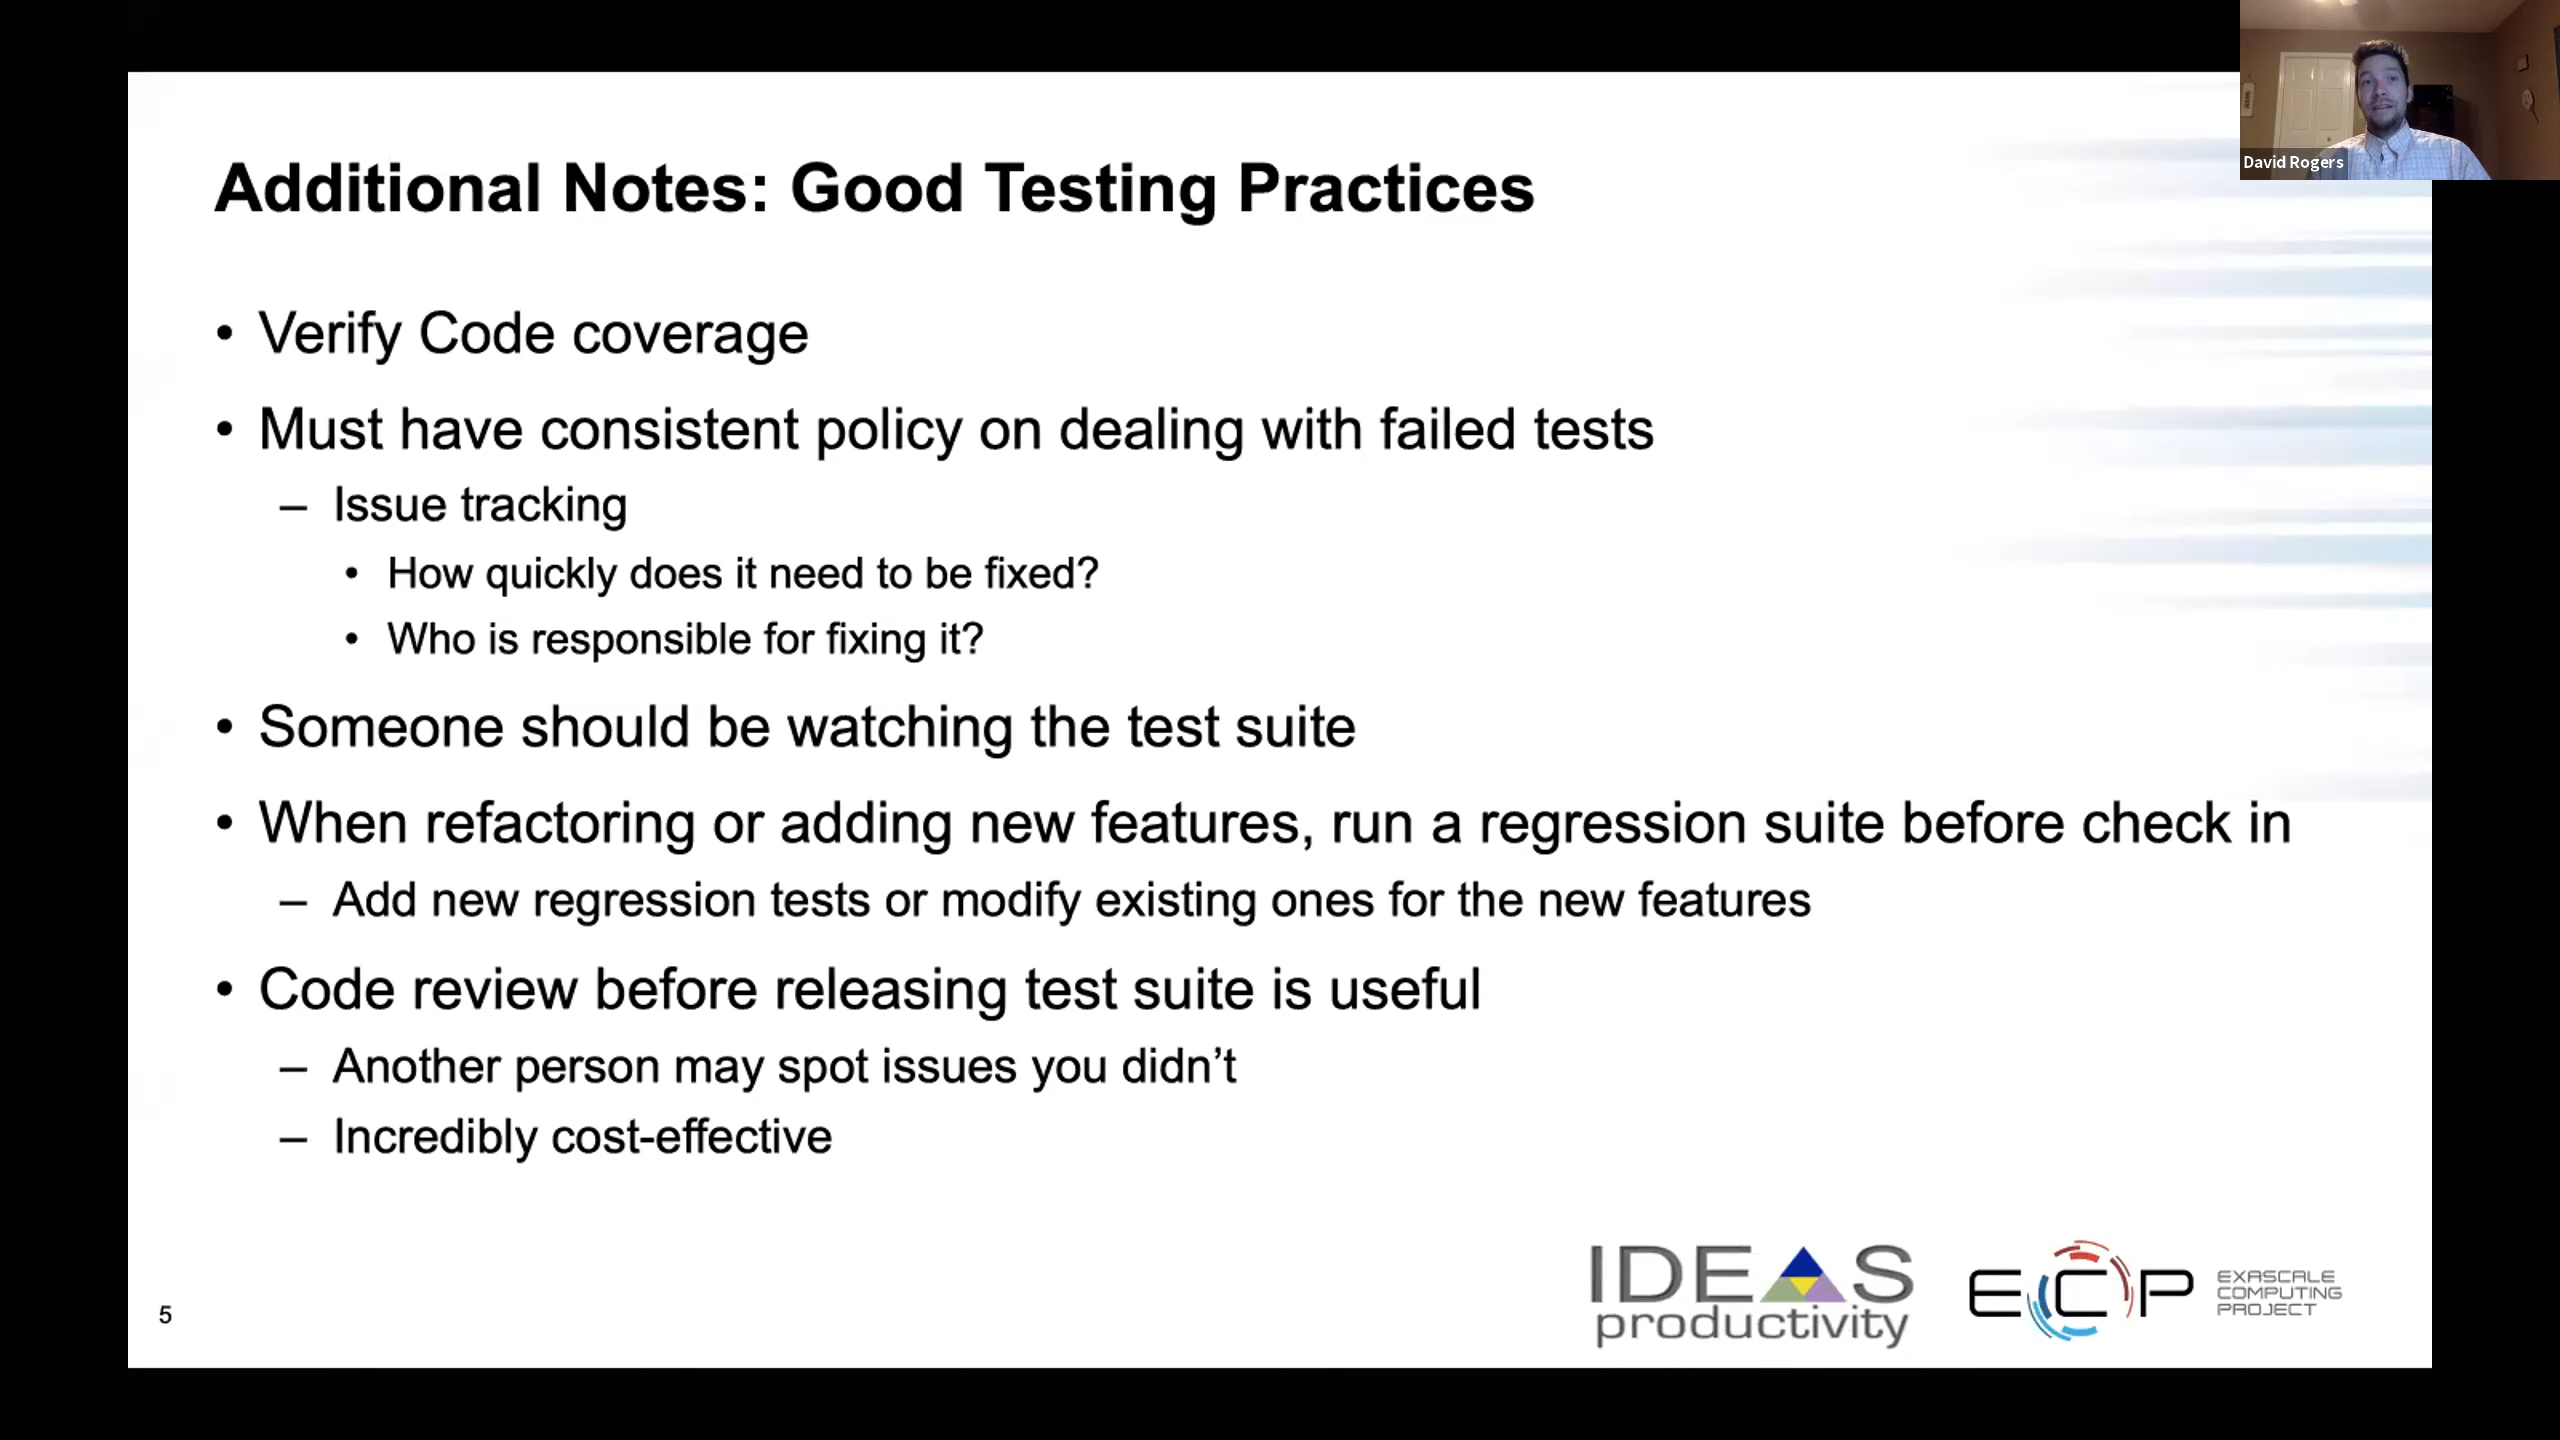 David Rogers
Additional Notes: Good Testing Practices
• Verify Code coverage
• Must have consistent policy on dealing with failed tests
– Issue tracking
• How quickly does it need to be fixed?
• Who is responsible for fixing it?
• Someone should be watching the test suite
• When refactoring or adding new features, run a regression suite before check in
– Add new regression tests or modify existing ones for the new features
• Code review before releasing test suite is useful
– Another person may spot issues you didn’t
– Incredibly cost-effective
5
IDEAS
productivity
ECP
EXASCALE
COMPUTING
PROJECT